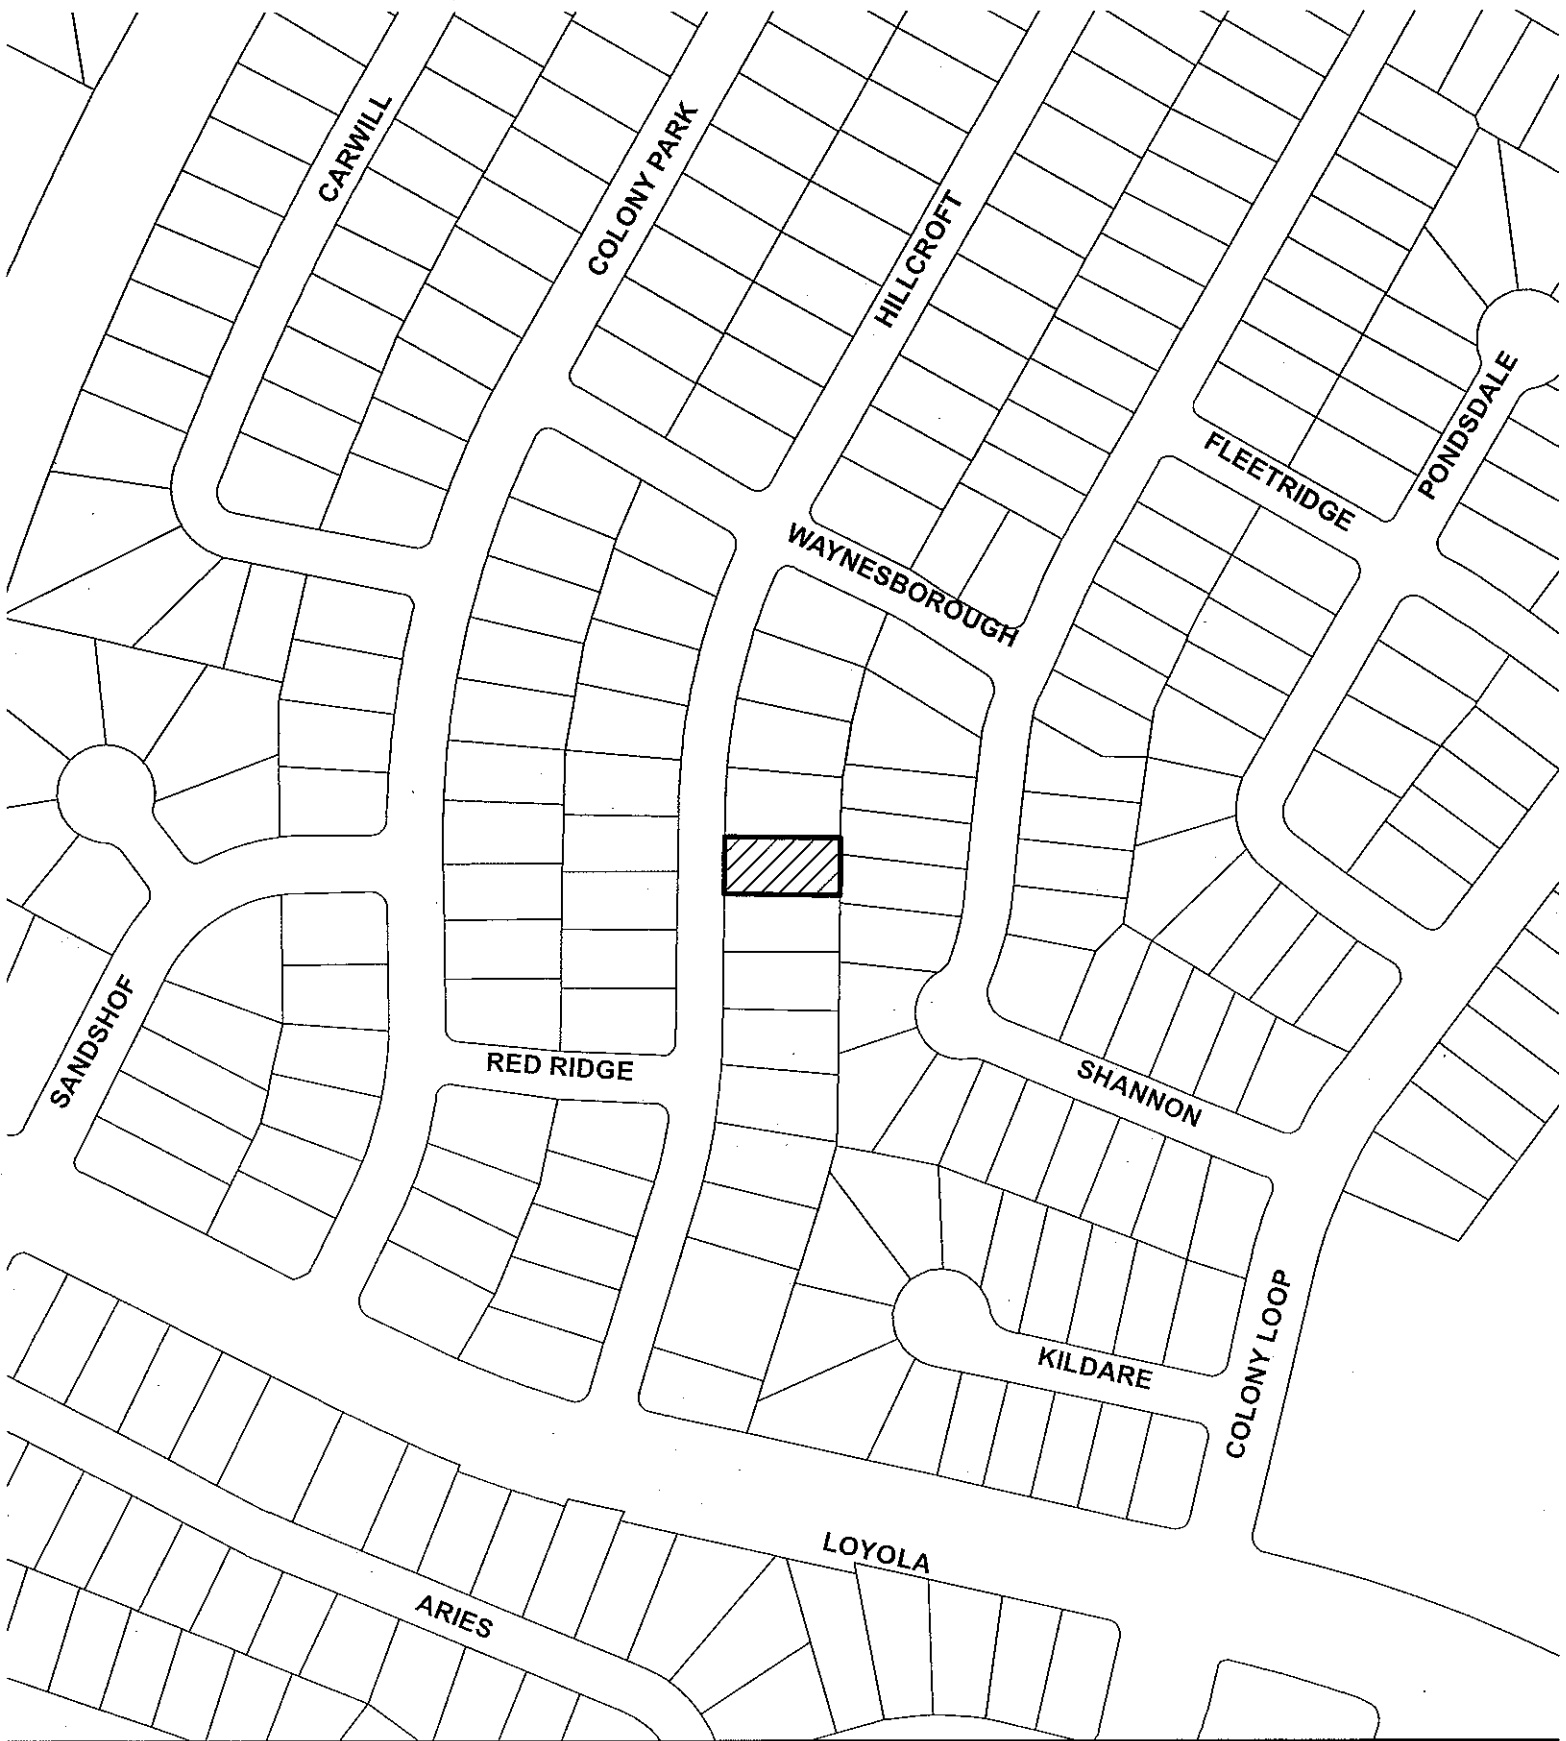 CARWILL
COLONY PARK
HILLCROFT
PONDSDALE
FLEETRIDGE
WAYNESBOROUGH
SANDSHOF
RED RIDGE
SHANNON
KILDARE
COLONY LOOP
LOYOLA
ARIES